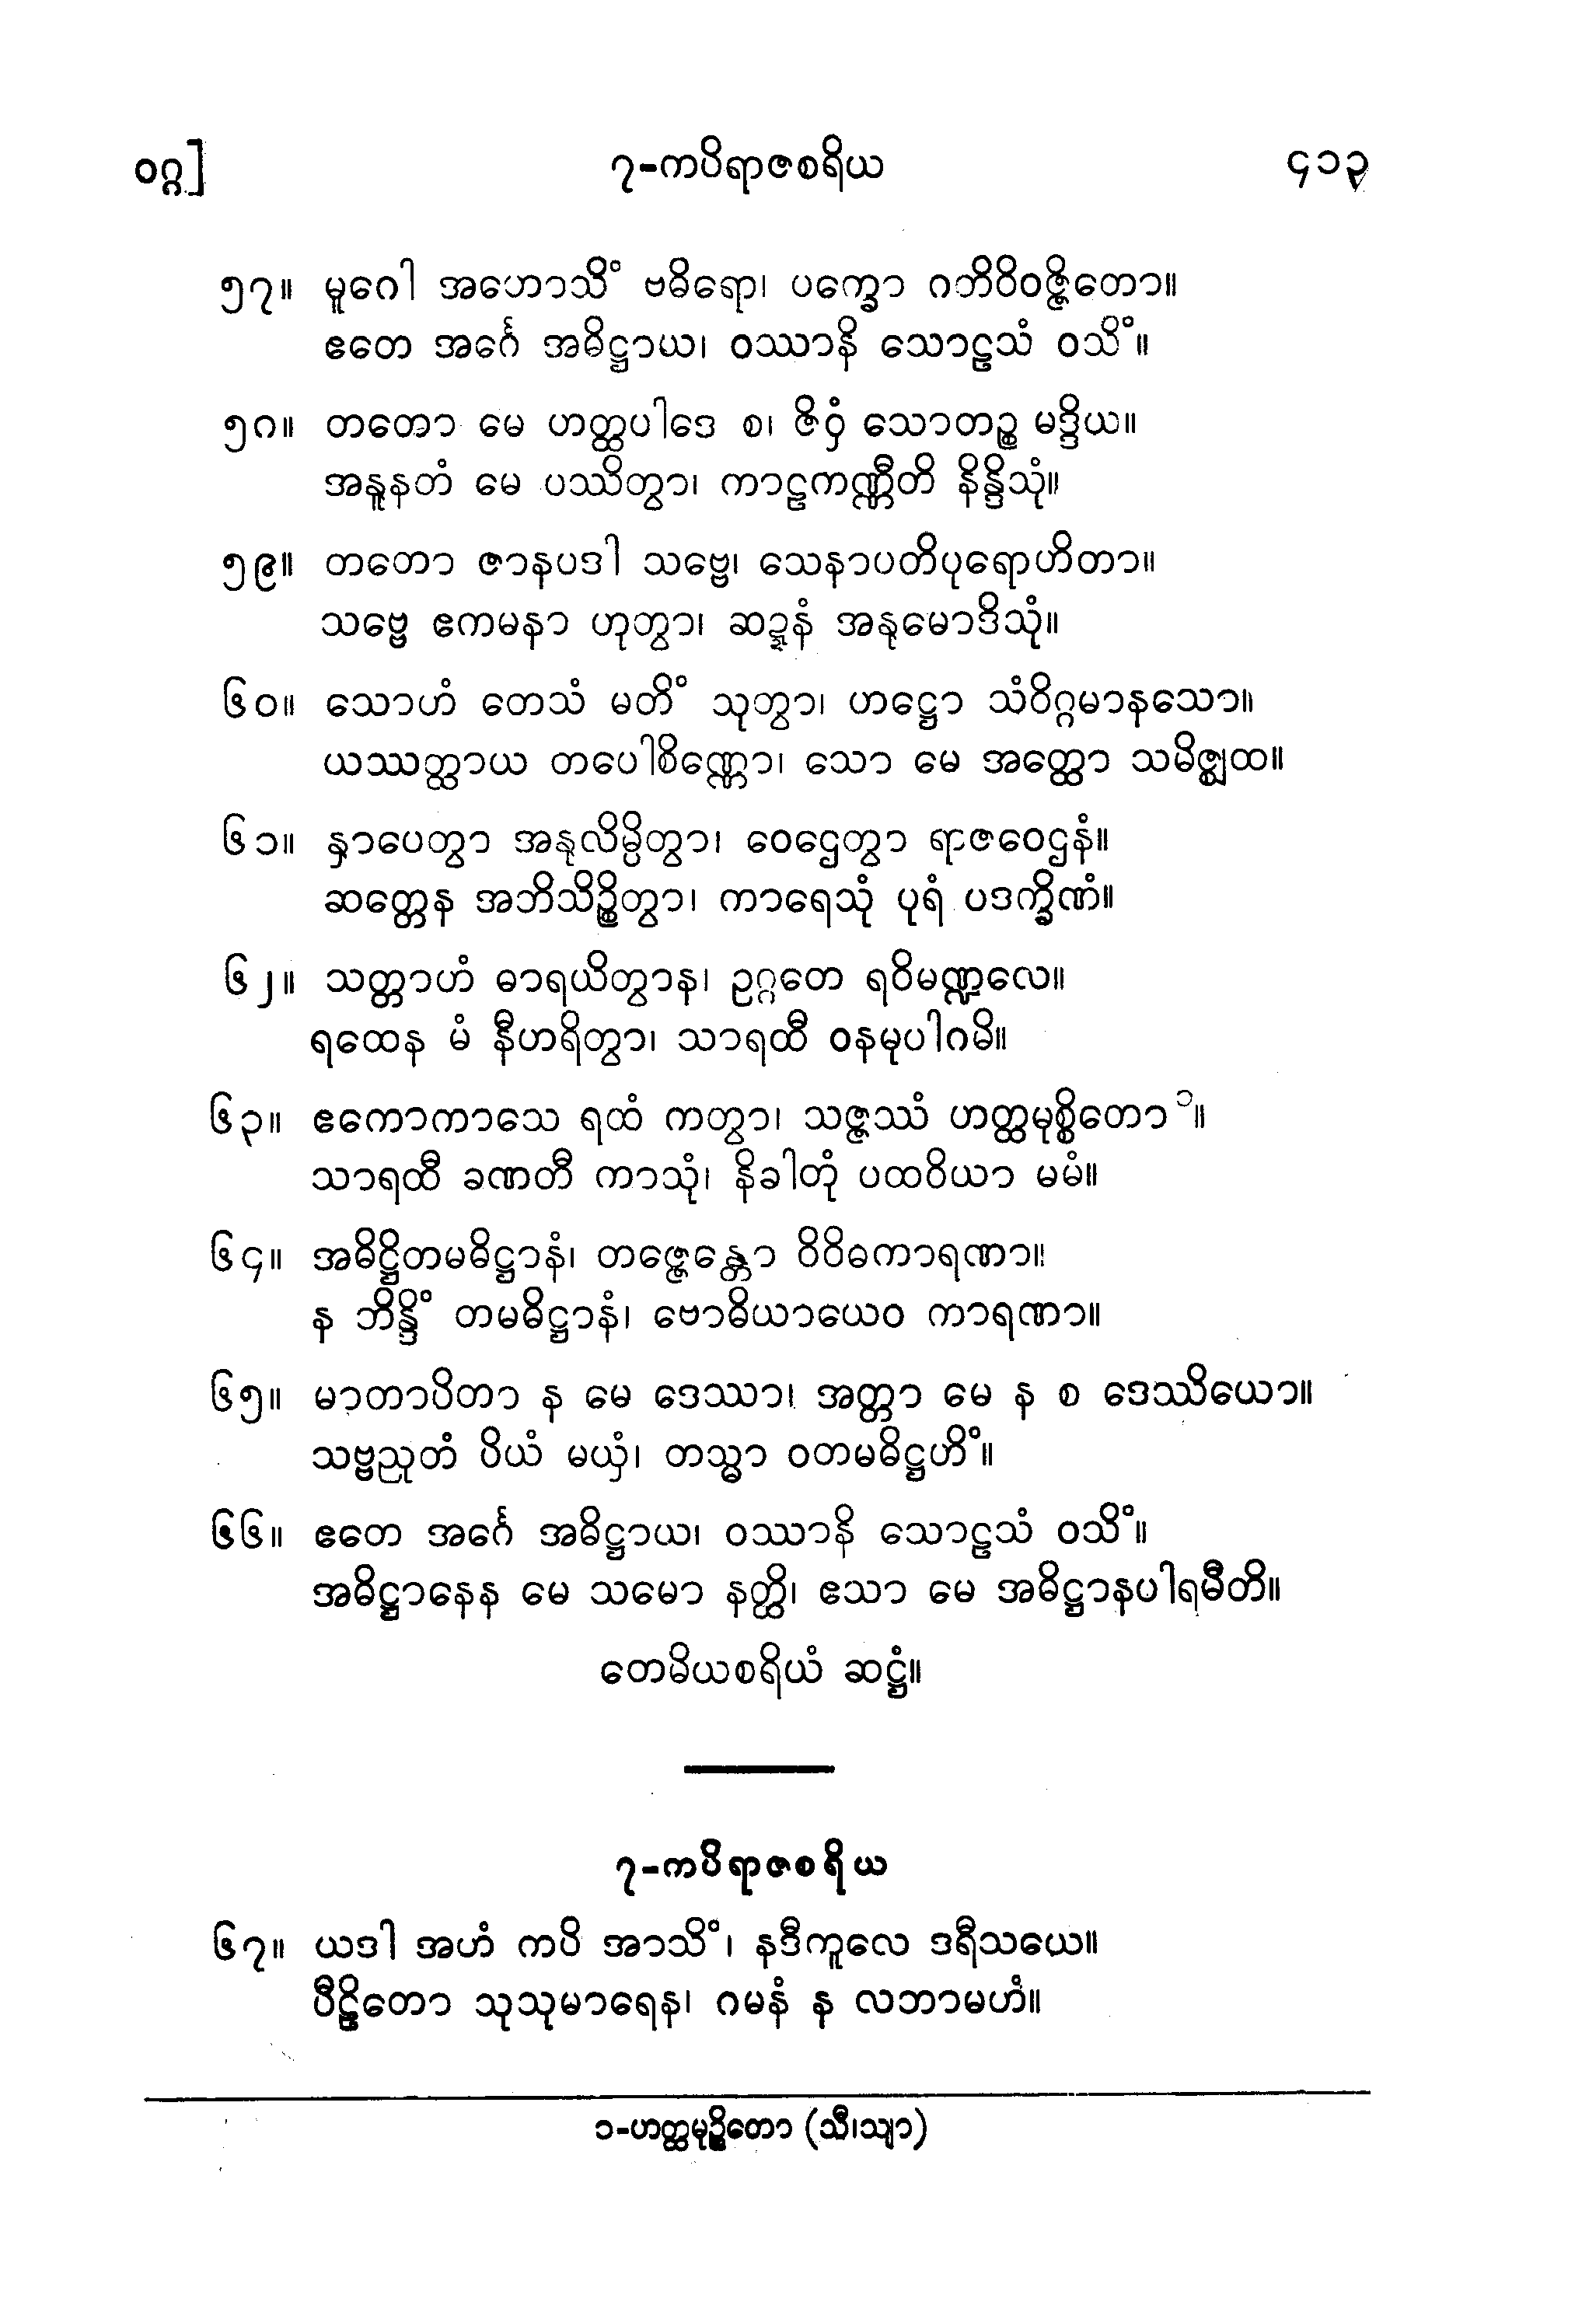 ဝဂ္ဂ] ၇-ကပိရာဇစရိယ ၄၁၃
၅၇။ မူဂေါ အဟောသိႎ ဗဓိရော၊ ပက္ခော ဂတိဝိဝဇ္ဇိတော။
ဧတေ အင်္ဂေ အဓိဋ္ဌာယ၊ ဝဿာနိ သောဠသံ ဝသိံ။
၅၈။ တတော မေ ဟတ္ထပါဒေ စ၊ ဇိဝှံ သောတဉ္စ မဒ္ဒိယ။
အနူနတံ မေ ပဿိတွာ၊ ကာဠကဏ္ဏီတိ နိန္ဒိသုံ။
၅၉။ တတော ဇာနပဒါ သဗ္ဗေ၊ သေနာပတိပုရောဟိတာ။
သဗ္ဗေ ဧကမနာ ဟုတွာ၊ ဆဍ္ဍနံ အနုမောဒိသုံ။
၆၀။ သောဟံ တေသံ မတိံ သုတွာ၊ ဟဋ္ဌော သံဝိဂ္ဂမာနသော။
ယဿတ္ထာယ တပေါစိဏ္ဏော၊ သော မေ အတ္ထော သမိဇ္ဈထ။
၆၁။ နှာပေတွာ အနုလိမ္ပိတွာ၊ ဝေဌေတွာ ရာဇဝေဌနံ။
ဆတ္တေန အဘိသိဉ္စိတွာ၊ ကာရေသုံ ပုရံ ပဒက္ခိဏံ။
၆၂။ သတ္တာဟံ ဓာရယိတွာန၊ ဥဂ္ဂတေ ရဝိမဏ္ဍလေ။
ရထေန မံ နီဟရိတွာ၊ သာရထီ ဝနမုပါဂမိ။
၆၃။ ဧကောကာသေ ရထံ ကတွာ၊ သဇ္ဇဿံ ဟတ္ထမုစ္စိတော ၁။
သာရထီ ခဏတီ ကာသုံ၊ နိခါတုံ ပထဝိယာ မမံ။
၆၄။ အဓိဋ္ဌိတမဓိဋ္ဌာနံ၊ တဇ္ဇေန္တော ဝိဝိဓကာရဏာ။
န ဘိန္ဒိံ တမဓိဋ္ဌာနံ၊ ဗောဓိယာယေဝ ကာရဏာ။
၆၅။ မာတာပိတာ န မေ ဒေဿာ၊ အတ္တာ မေ န စ ဒေဿိယော။
သဗ္ဗညုတံ ပိယံ မယှံ၊ တသ္မာ ဝတမဓိဋ္ဌဟိံ။
၆၆။ ဧတေ အင်္ဂေ အဓိဋ္ဌာယ၊ ဝဿာနိ သောဠသံ ဝသိံ။
အဓိဋ္ဌာနေန မေ သမော နတ္ထိ၊ ဧသာ မေ အဓိဋ္ဌာနပါရမီတိ။
တေမိယစရိယံ ဆဋ္ဌံ။
၇-ကပိရာဇစရိယ
၆၇။ ယဒါ အဟံ ကပိ အာသိံ၊ နဒီကူလေ ဒရီသယေ။
ပီဠိတော သုသုမာရေန၊ ဂမနံ န လဘာမဟံ။
၁-ဟတ္ထမုဉ္စိတော (သီ၊သျာ)